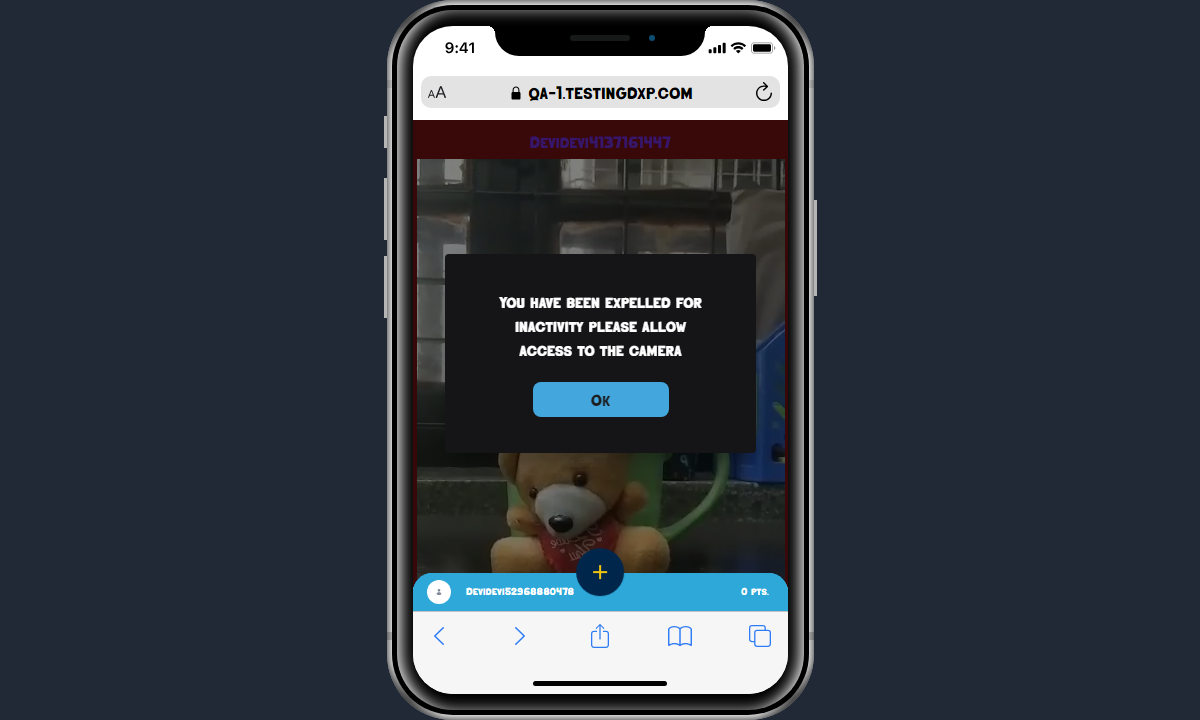 9:41
AA
QA-1.TESTINGDXP.COM
DEVIDEVI4137161447
YOU HAVE BEEN EXPELLED FOR
INACTIVITY PLEASE ALLOW
ACCESS TO THE CAMERA
OK
DEVIDEVI52968880478
0 PTS.